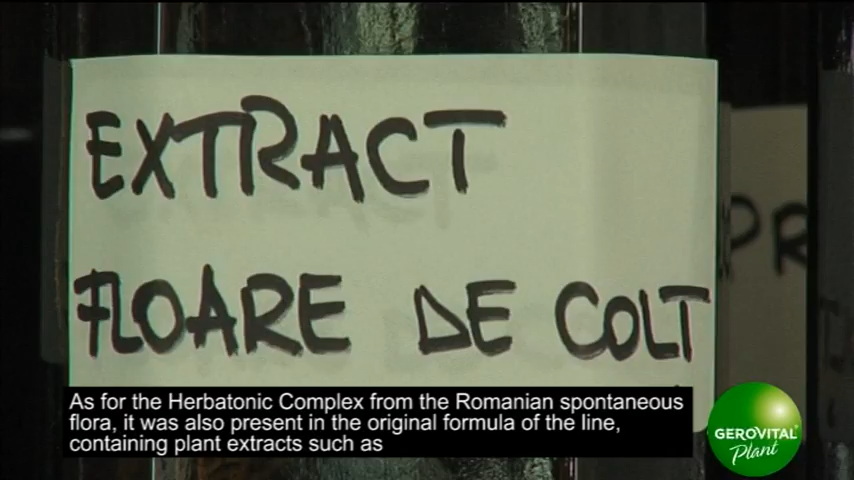 EXTRACT
FLOARE DE COLT
PR
As for the Herbatonic Complex from the Romanian spontaneous
flora, it was also present in the original formula of the line,
containing plant extracts such as
GEROVITAL
Plant